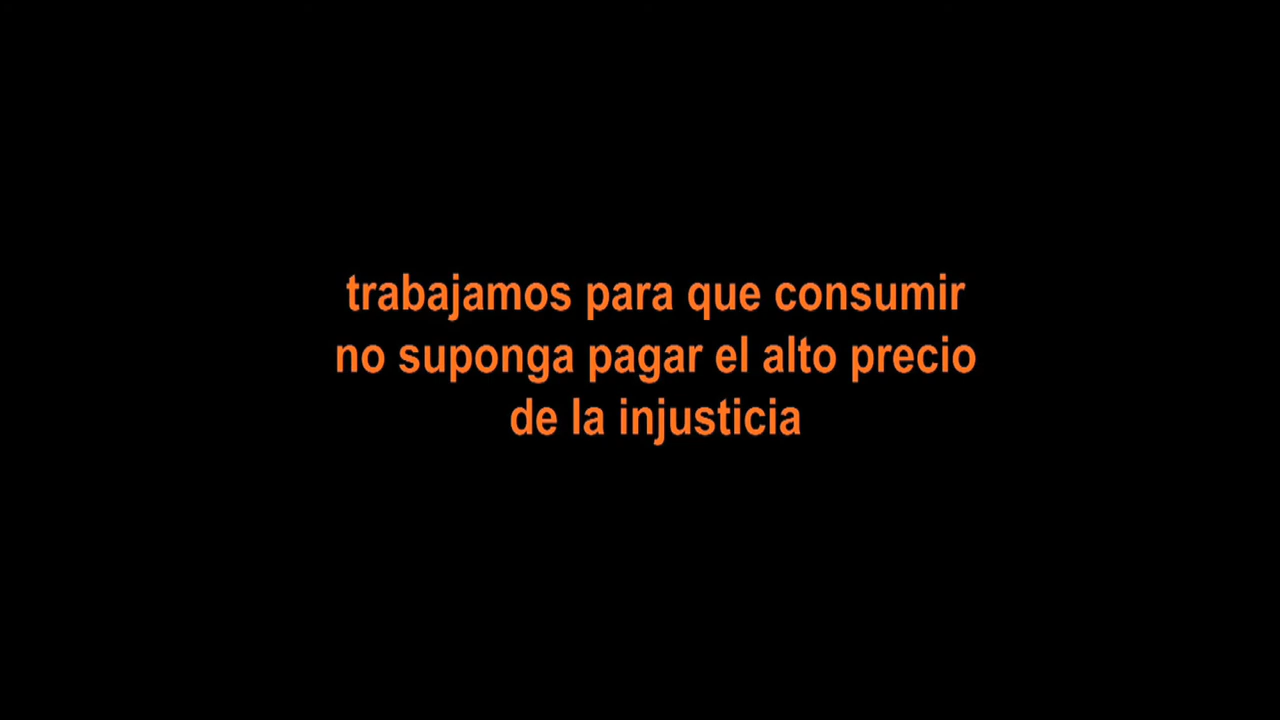 trabajamos para que consumir
no suponga pagar el alto precio
de la injusticia